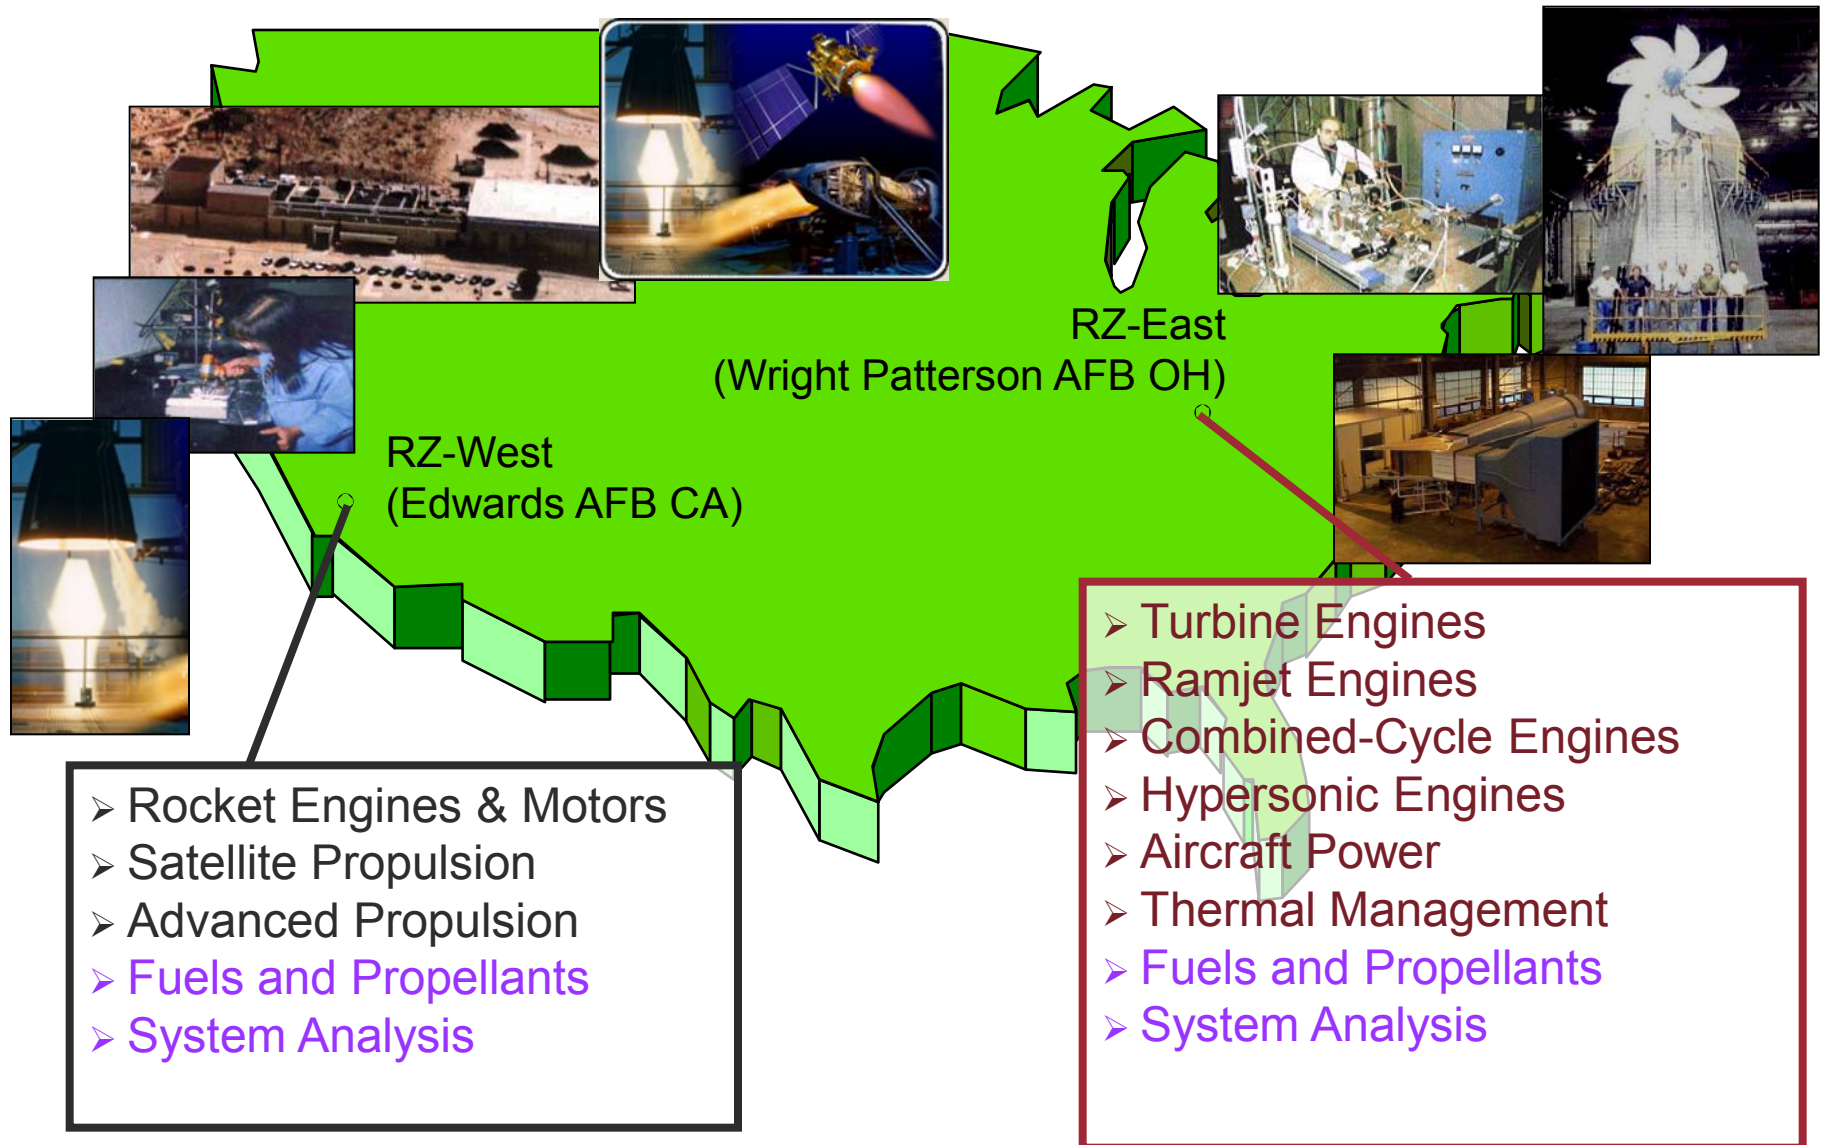 RZ-East
(Wright Patterson AFB OH)
RZ-West
(Edwards AFB CA)
➢ Rocket Engines & Motors
➢ Satellite Propulsion
➢ Advanced Propulsion
➢ Fuels and Propellants
➢ System Analysis
➢ Turbine Engines
➢ Ramjet Engines
➢ Combined-Cycle Engines
➢ Hypersonic Engines
➢ Aircraft Power
➢ Thermal Management
➢ Fuels and Propellants
➢ System Analysis